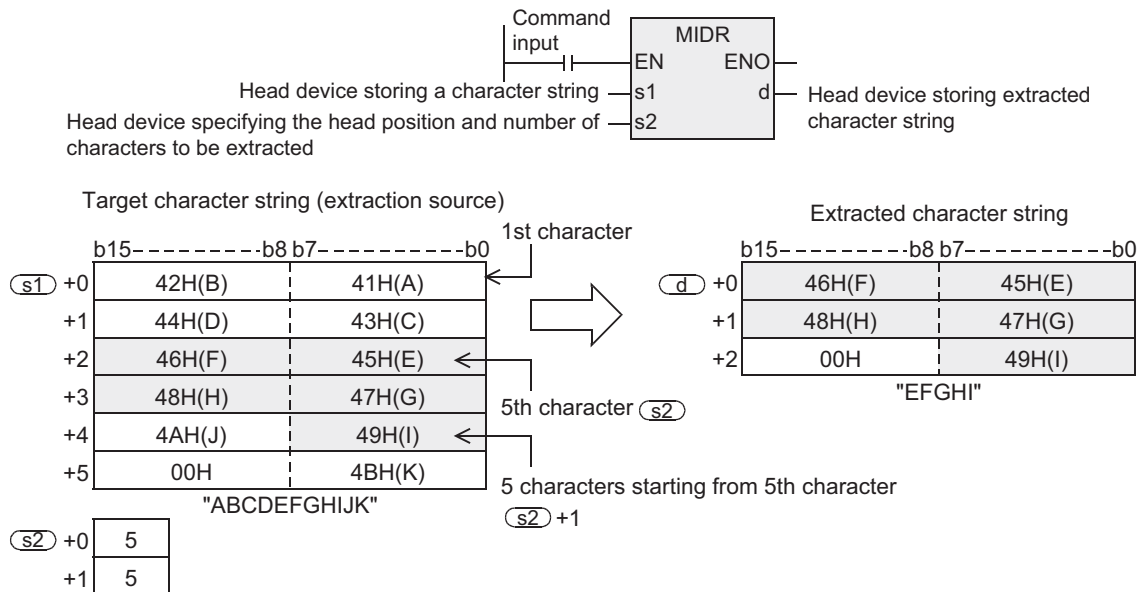 Command
input
MIDR
EN ENO
Head device storing a character string s1 d Head device storing extracted
character string
Head device specifying the head position and number of s2
characters to be extracted
Target character string (extraction source)
1st character
b15 b8 b7 b0
s1 +0 42H(B) 41H(A)
+1 44H(D) 43H(C)
+2 46H(F) 45H(E)
+3 48H(H) 47H(G)
+4 4AH(J) 49H(I)
+5 00H 4BH(K)
"ABCDEFGHIJK"
5th character s2
5 characters starting from 5th character
s2 +1
Extracted character string
b15 b8 b7 b0
d +0 46H(F) 45H(E)
+1 48H(H) 47H(G)
+2 00H 49H(I)
"EFGHI"
s2 +0 5
+1 5